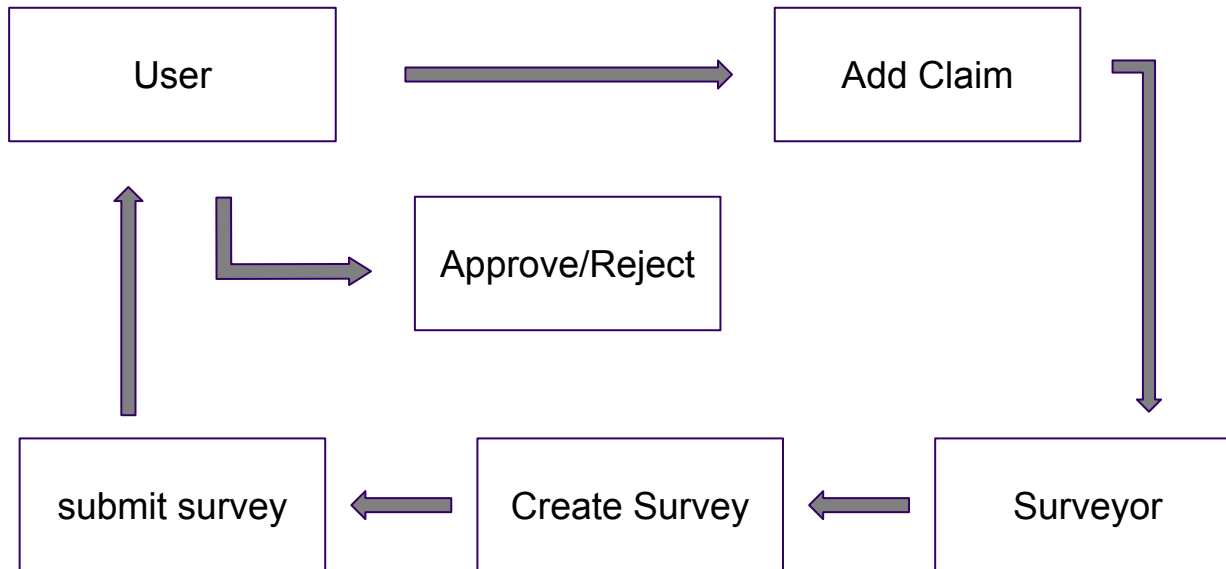 User
Add Claim
Approve/Reject
submit survey
Create Survey
Surveyor